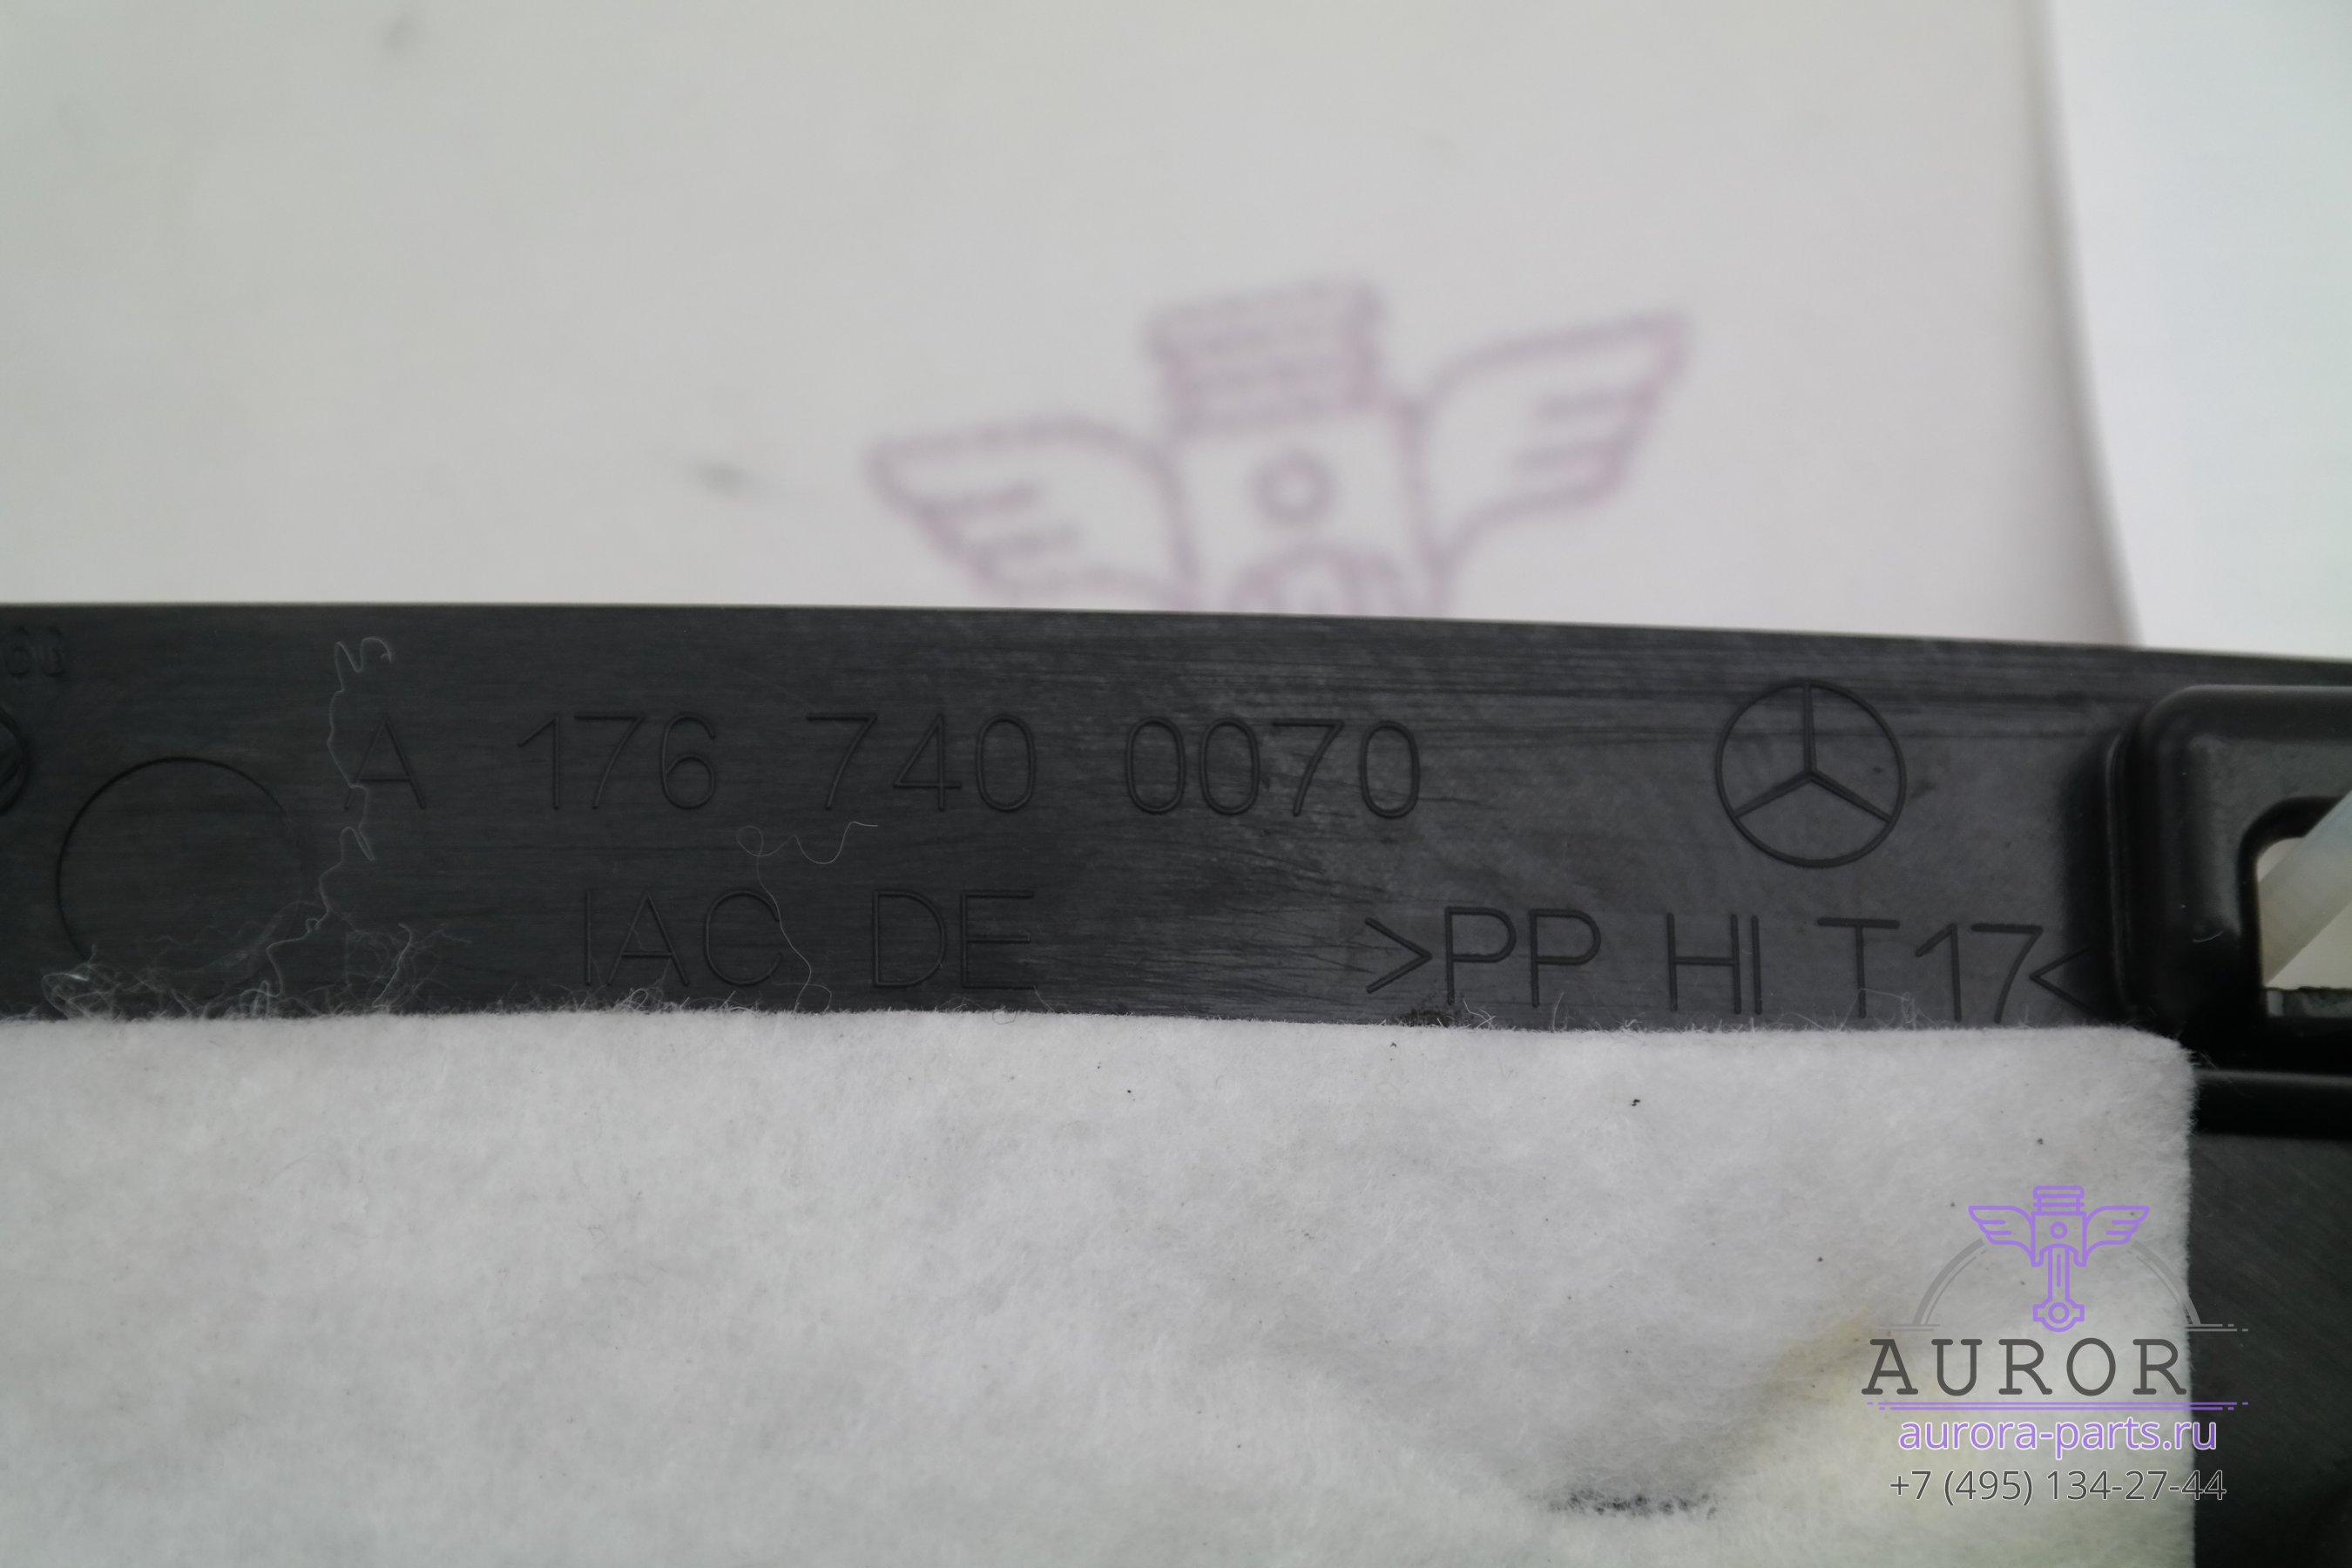 A 176 740 0070
IAC DE
>PP HI T17<
AUROR
aurora-parts.ru
+7 (495) 134-27-44